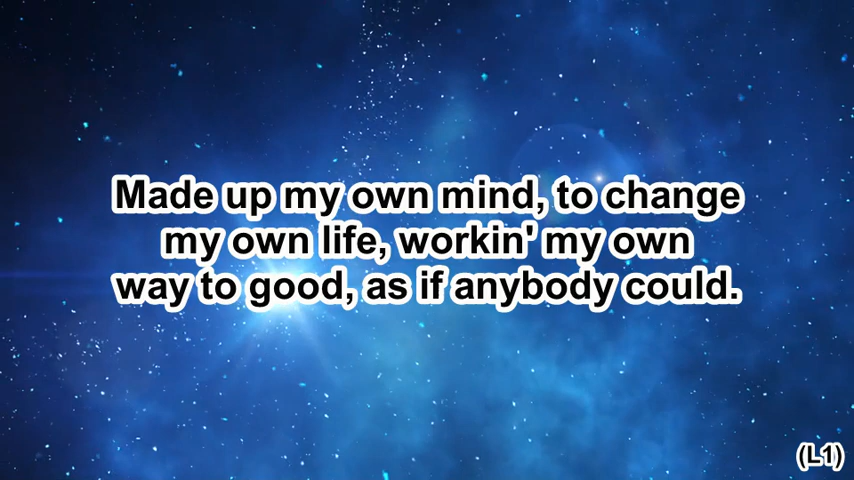 Made up my own mind, to change
my own life, workin' my own
way to good, as if anybody could.
(L1)